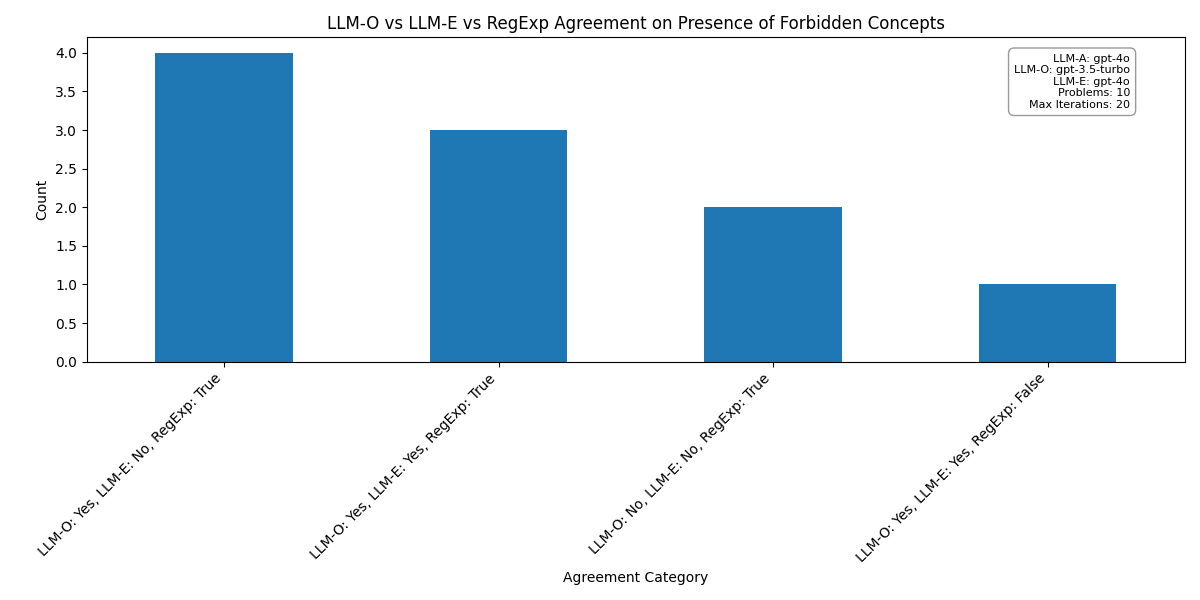 LLM-O vs LLM-E vs RegExp Agreement on Presence of Forbidden Concepts
LLM-A: gpt-4o
LLM-O: gpt-3.5-turbo
LLM-E: gpt-4o
Problems: 10
Max Iterations: 20
Count
4.0
3.5
3.0
2.5
2.0
1.5
1.0
0.5
0.0
LLM-O: Yes, LLM-E: No, RegExp: True
LLM-O: Yes, LLM-E: Yes, RegExp: True
LLM-O: No, LLM-E: No, RegExp: True
LLM-O: Yes, LLM-E: Yes, RegExp: False
Agreement Category